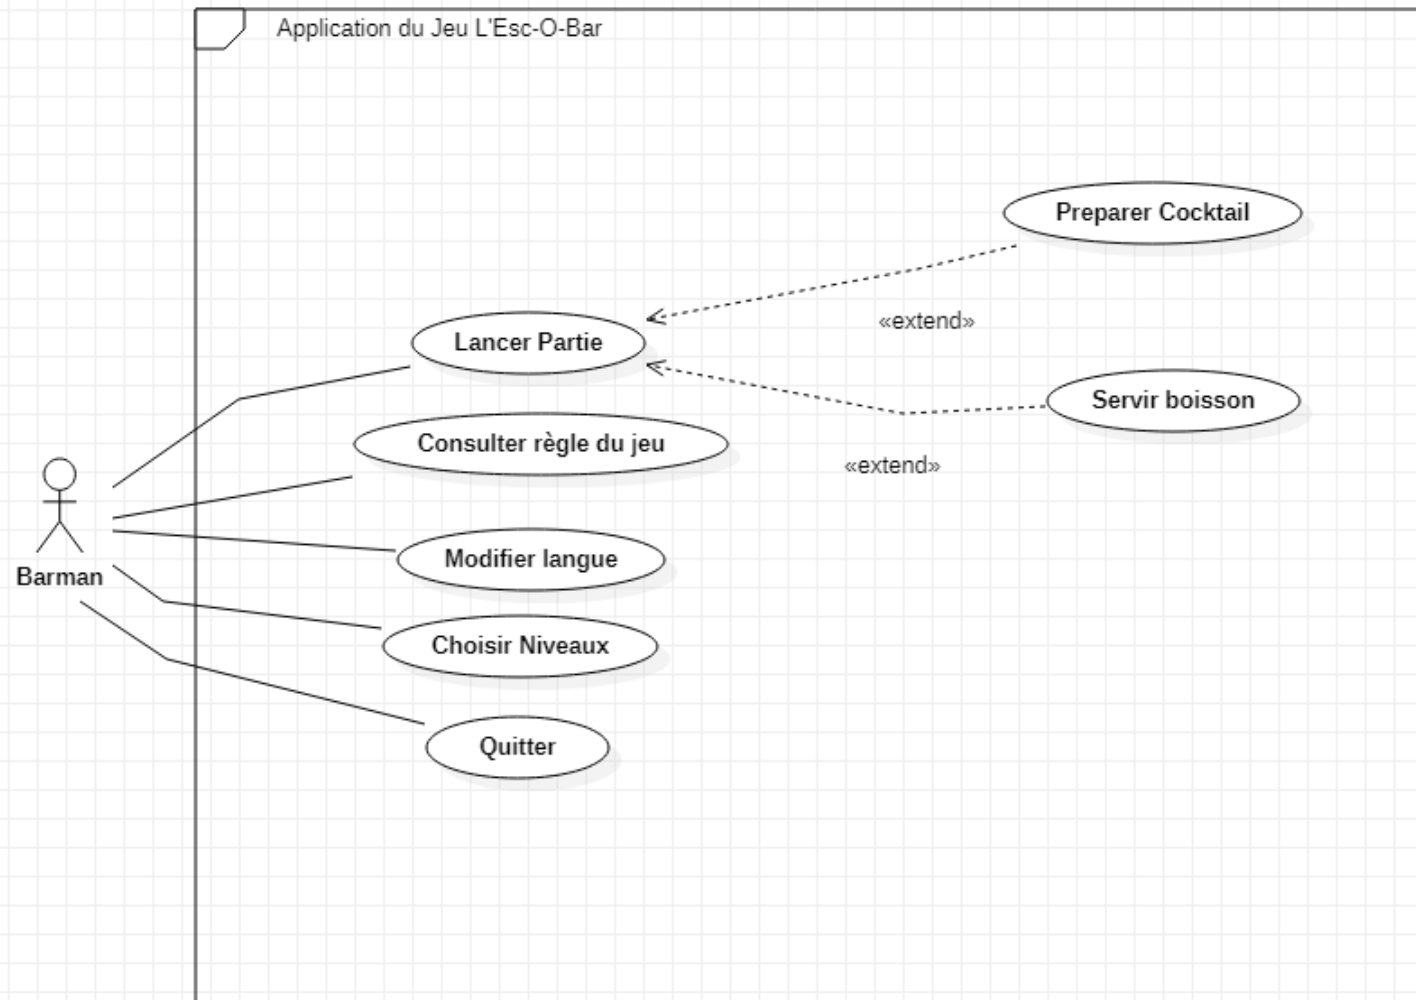 Application du Jeu L'Esc-O-Bar
Preparer Cocktail
«extend»
Lancer Partie
Servir boisson
Consulter règle du jeu
«extend»
Modifier langue
Barman
Choisir Niveaux
Quitter